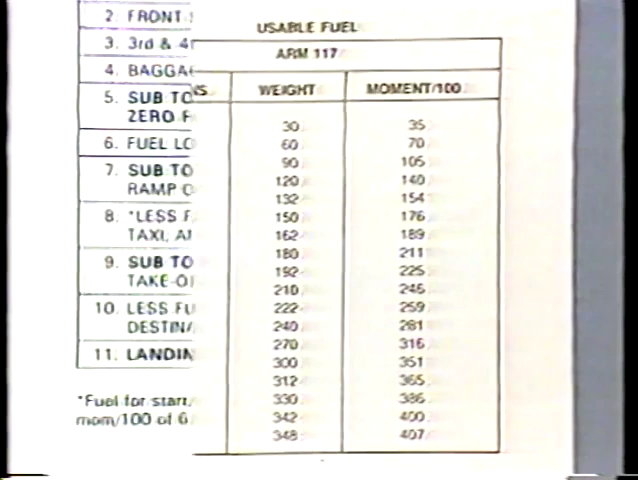 2. FRONT
3. 3rd &
4. BAGGA
5. SUB TO
ZERO F
6. FUEL LO
7. SUB TO
RAMP O
8. *LESS F
TAXI, A
9. SUB TO
TAKE-O
10. LESS FU
DESTINA
11. LANDIN
*Fuel for start,
mom/100 of 6
USABLE FUEL
ARM 117
NS WEIGHT MOMENT/100
30 35
60 70
90 105
120 140
132 154
150 176
162 189
180 211
192 225
210 246
222 259
240 281
270 316
300 351
312 365
330 386
342 400
348 407